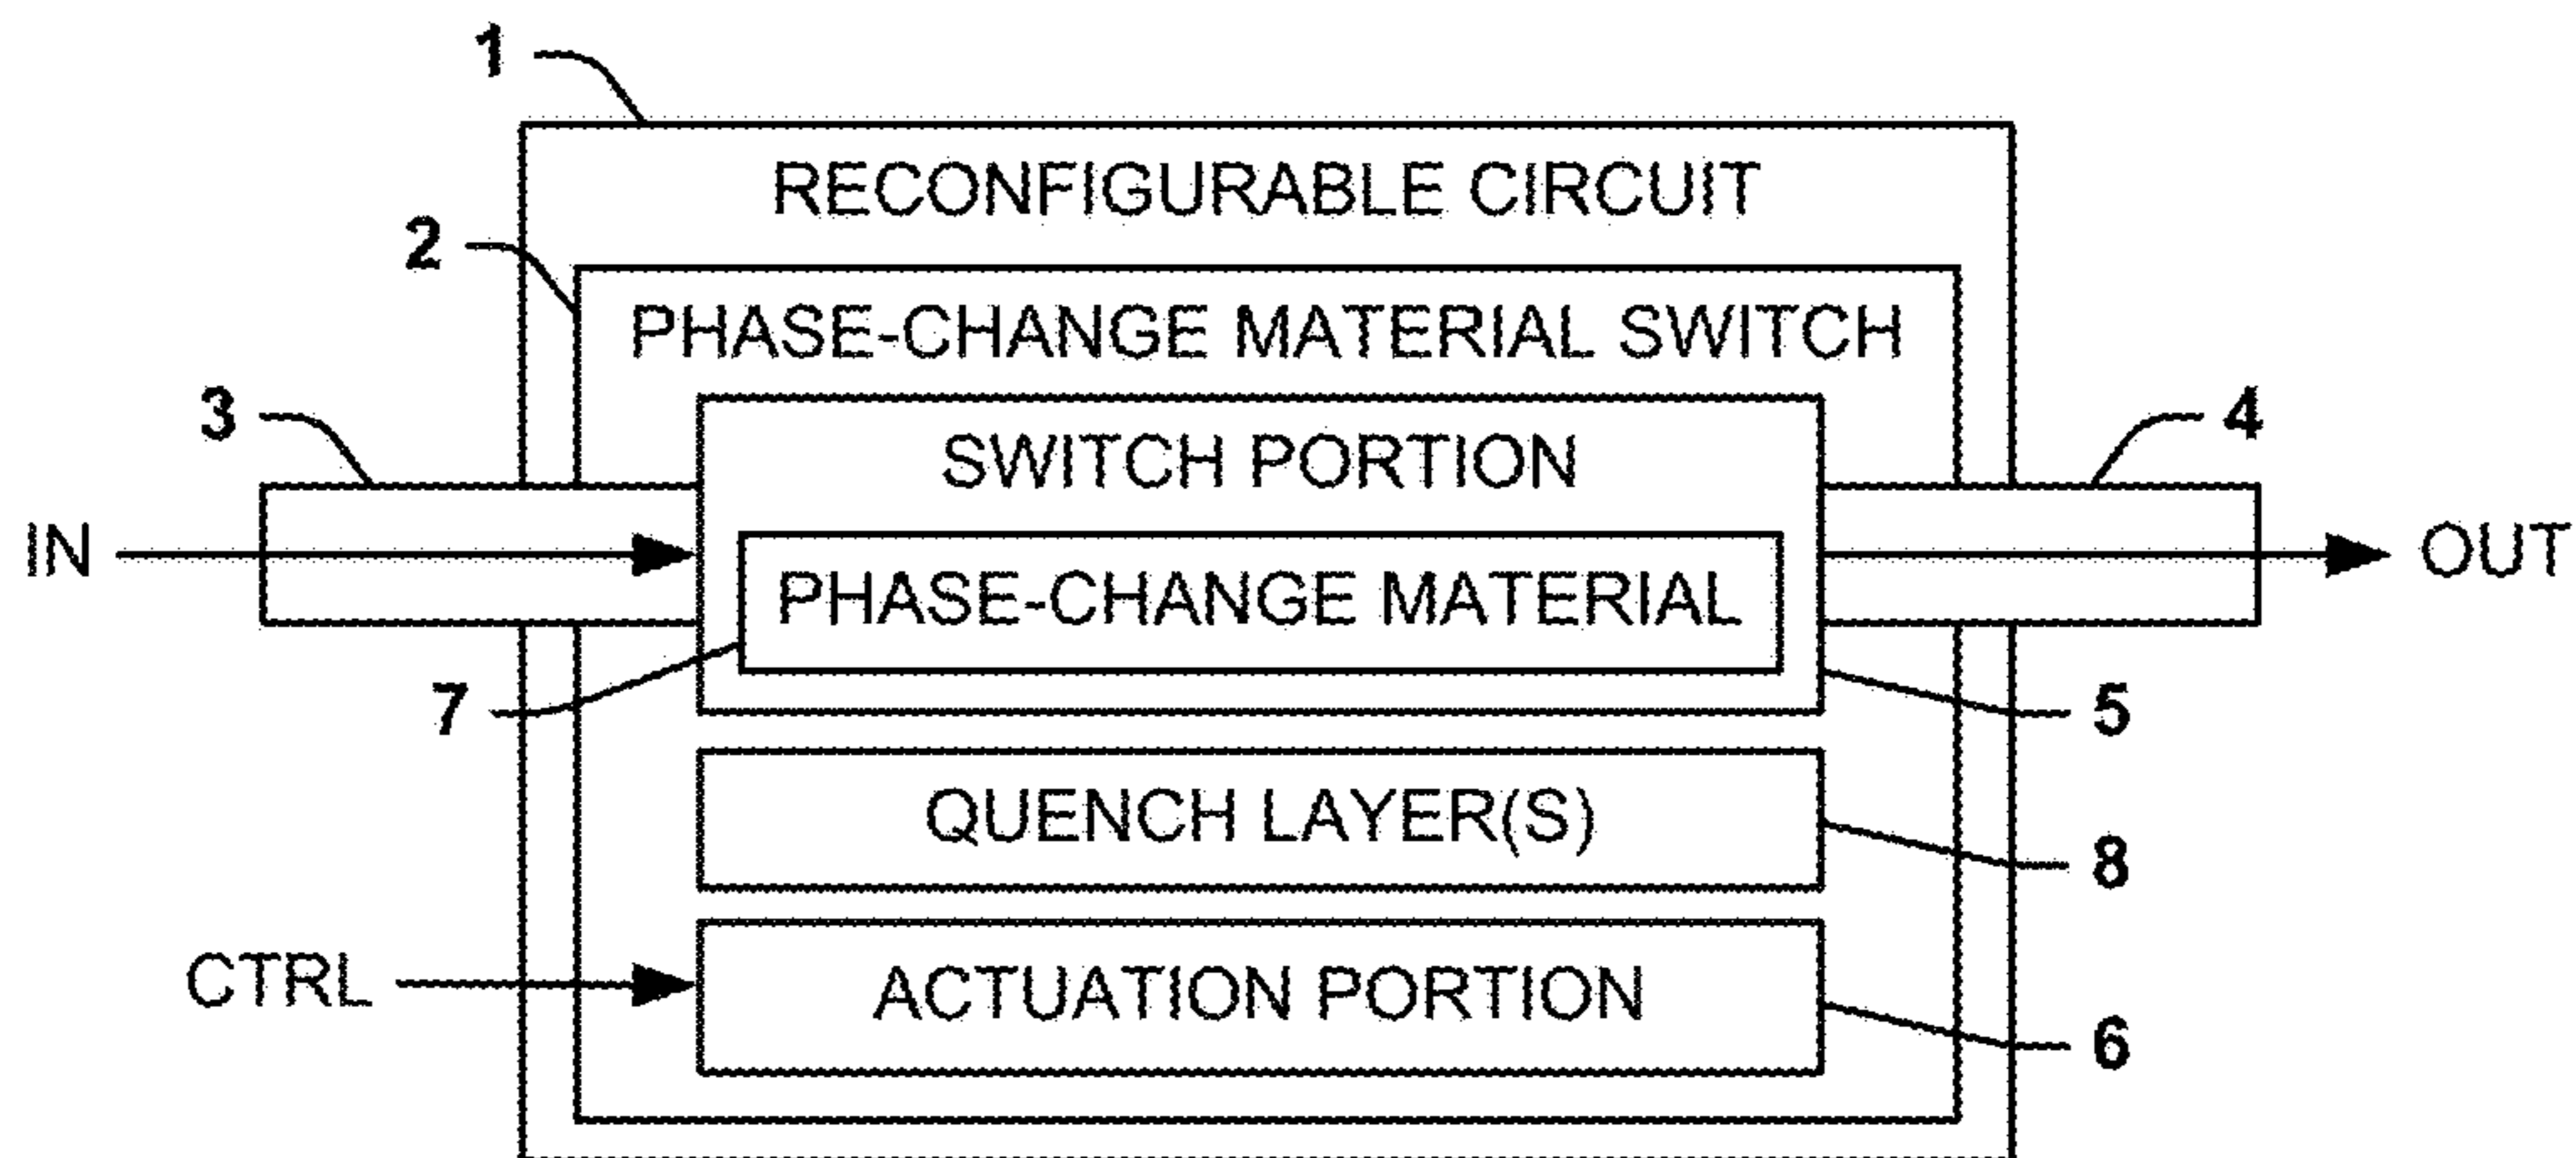 1
RECONFIGURABLE CIRCUIT
2
PHASE-CHANGE MATERIAL SWITCH
3
4
SWITCH PORTION
IN
OUT
PHASE-CHANGE MATERIAL
7
5
QUENCH LAYER(S)
8
CTRL
ACTUATION PORTION
6